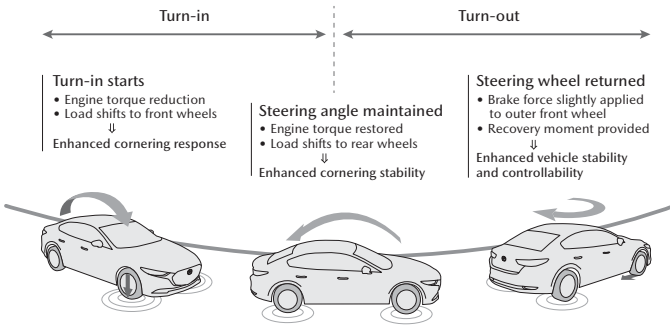 Turn-in
Turn-out
Turn-in starts
• Engine torque reduction
• Load shifts to front wheels
⇓
Enhanced cornering response
Steering angle maintained
• Engine torque restored
• Load shifts to rear wheels
⇓
Enhanced cornering stability
Steering wheel returned
• Brake force slightly applied
to outer front wheel
• Recovery moment provided
⇓
Enhanced vehicle stability
and controllability